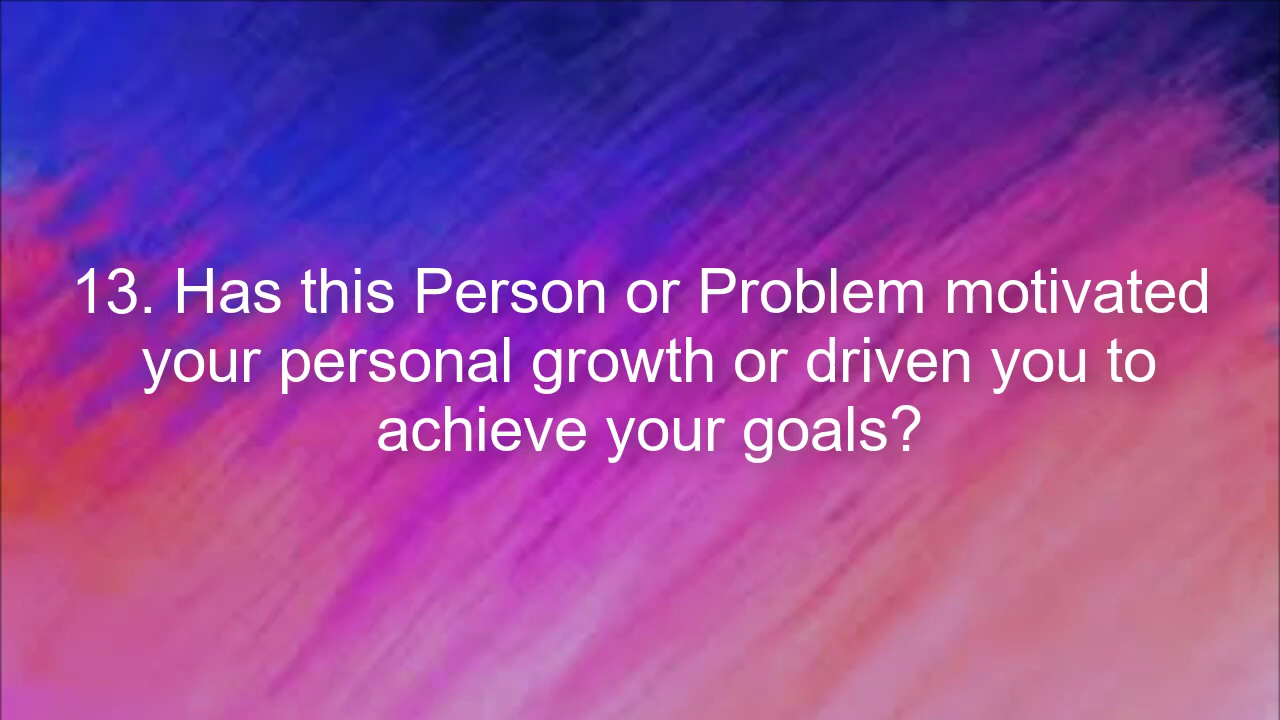 13. Has this Person or Problem motivated
your personal growth or driven you to
achieve your goals?